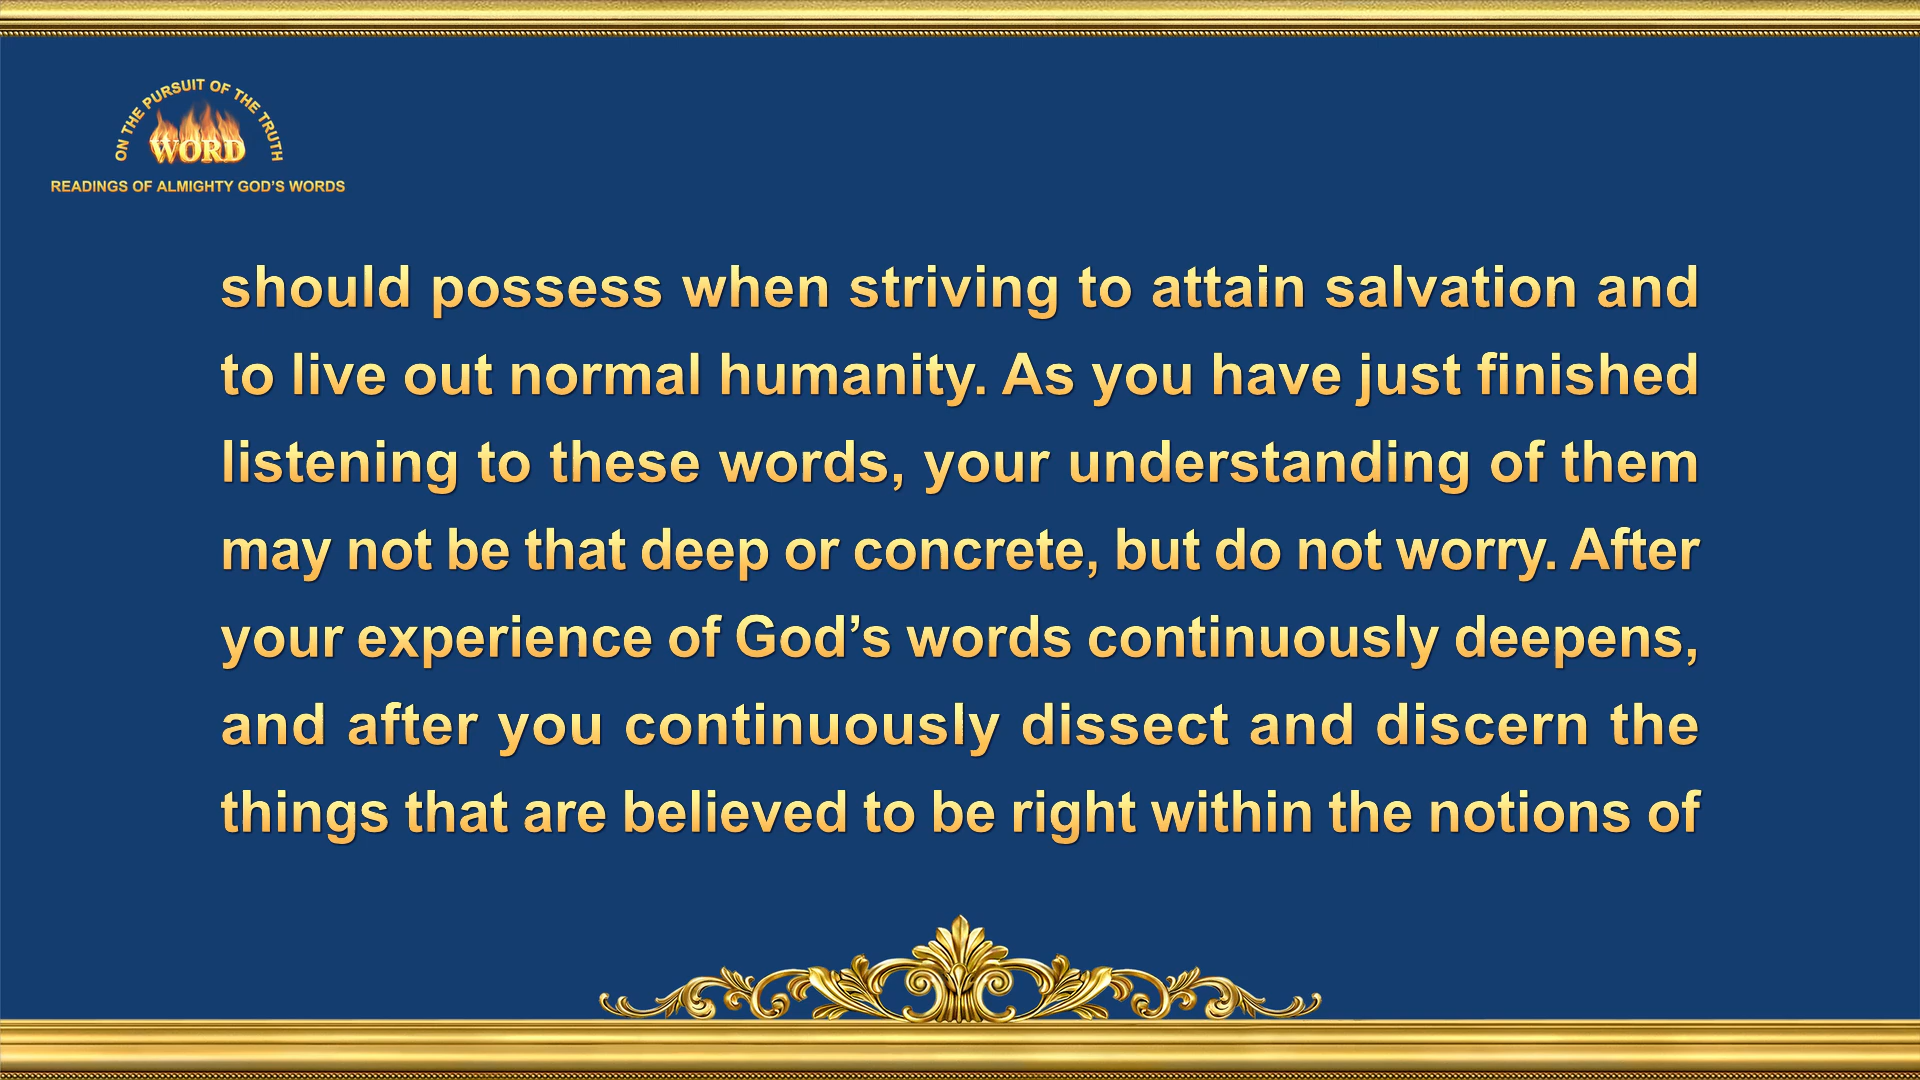 ON THE PURSUIT OF THE TRUTH
WORD
READINGS OF ALMIGHTY GOD’S WORDS
should possess when striving to attain salvation and
to live out normal humanity. As you have just finished
listening to these words, your understanding of them
may not be that deep or concrete, but do not worry. After
your experience of God’s words continuously deepens,
and after you continuously dissect and discern the
things that are believed to be right within the notions of